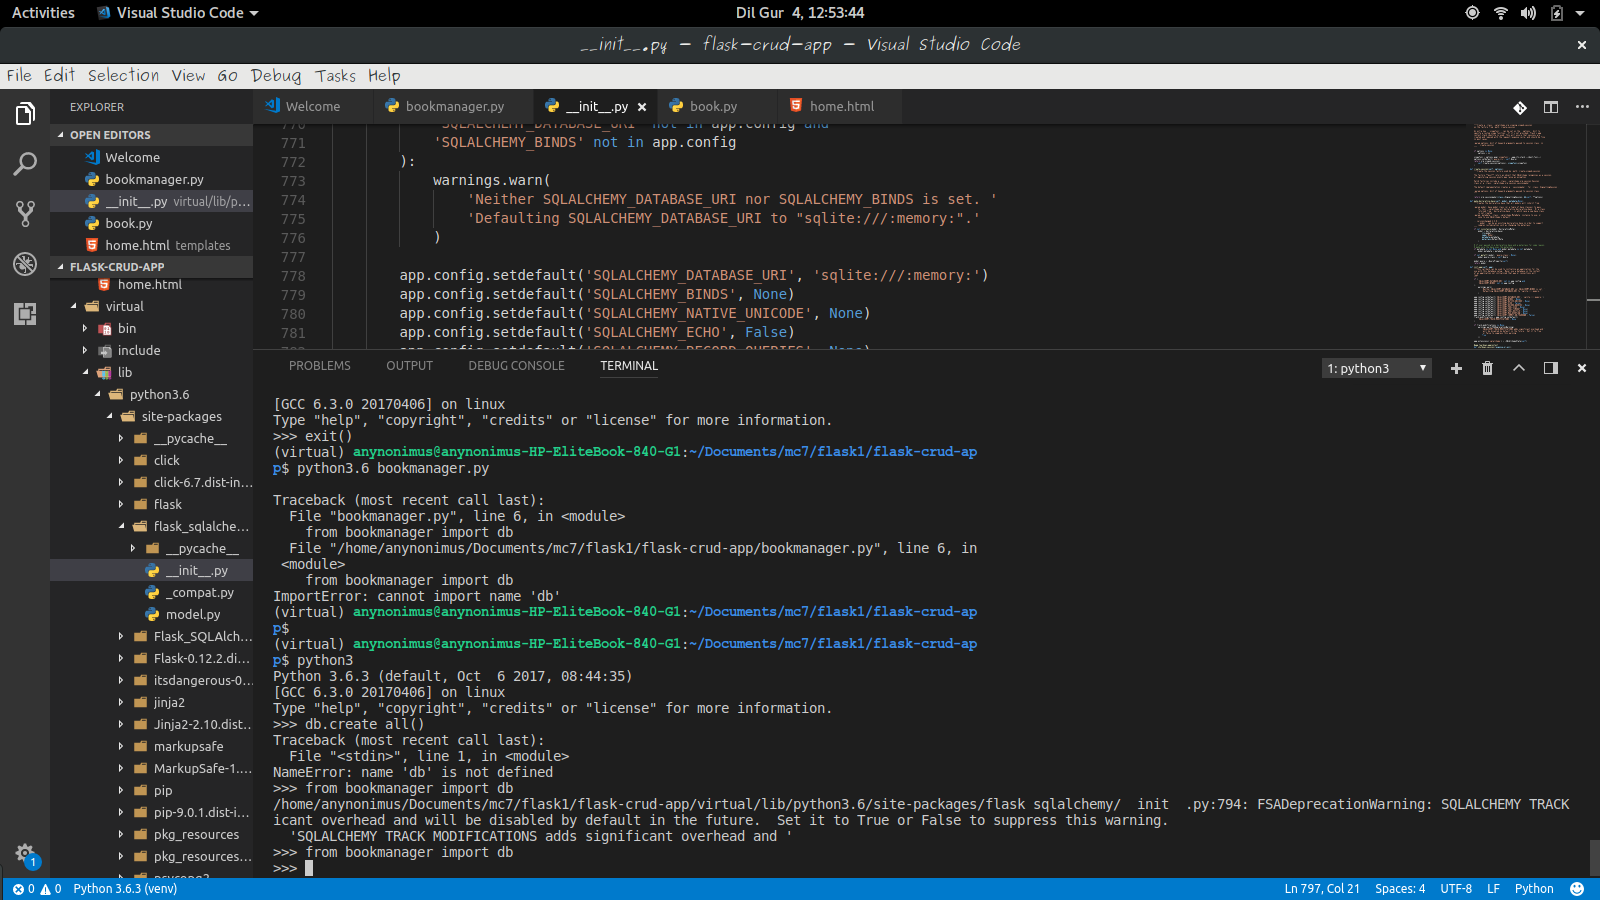 Activities Visual Studio Code Dil Gur 4, 12:53:44
__init__.py - flask-crud-app - Visual Studio Code
File Edit Selection View Go Debug Tasks Help
EXPLORER
OPEN EDITORS
Welcome
bookmanager.py
__init__.py virtual/lib/p...
book.py
home.html templates
FLASK-CRUD-APP
home.html
virtual
bin
include
lib
python3.6
site-packages
__pycache__
click
click-6.7.dist-in...
flask
flask_sqlalche...
__pycache__
__init__.py
_compat.py
model.py
Flask_SQLAlch...
Flask-0.12.2.di...
itsdangerous-0...
jinja2
Jinja2-2.10.dist...
markupsafe
MarkupSafe-1....
pip
pip-9.0.1.dist-i...
pkg_resources
pkg_resources...
psycopg2
Welcome bookmanager.py __init__.py book.py home.html
770 'SQLALCHEMY_DATABASE_URI' not in app.config and
771 'SQLALCHEMY_BINDS' not in app.config
772 ):
773 warnings.warn(
774 'Neither SQLALCHEMY_DATABASE_URI nor SQLALCHEMY_BINDS is set. '
775 'Defaulting SQLALCHEMY_DATABASE_URI to "sqlite:///:memory:".'
776 )
777
778 app.config.setdefault('SQLALCHEMY_DATABASE_URI', 'sqlite:///:memory:')
779 app.config.setdefault('SQLALCHEMY_BINDS', None)
780 app.config.setdefault('SQLALCHEMY_NATIVE_UNICODE', None)
781 app.config.setdefault('SQLALCHEMY_ECHO', False)
782 app.config.setdefault('SQLALCHEMY_RECORD_QUERIES', None)
PROBLEMS OUTPUT DEBUG CONSOLE TERMINAL 1: python3
[GCC 6.3.0 20170406] on linux
Type "help", "copyright", "credits" or "license" for more information.
>>> exit()
(virtual) anynonimus@anynonimus-HP-EliteBook-840-G1:~/Documents/mc7/flask1/flask-crud-ap
p$ python3.6 bookmanager.py
Traceback (most recent call last):
File "bookmanager.py", line 6, in <module>
from bookmanager import db
File "/home/anynonimus/Documents/mc7/flask1/flask-crud-app/bookmanager.py", line 6, in
<module>
from bookmanager import db
ImportError: cannot import name 'db'
(virtual) anynonimus@anynonimus-HP-EliteBook-840-G1:~/Documents/mc7/flask1/flask-crud-ap
p$
(virtual) anynonimus@anynonimus-HP-EliteBook-840-G1:~/Documents/mc7/flask1/flask-crud-ap
p$ python3
Python 3.6.3 (default, Oct 6 2017, 08:44:35)
[GCC 6.3.0 20170406] on linux
Type "help", "copyright", "credits" or "license" for more information.
>>> db.create all()
Traceback (most recent call last):
File "<stdin>", line 1, in <module>
NameError: name 'db' is not defined
>>> from bookmanager import db
/home/anynonimus/Documents/mc7/flask1/flask-crud-app/virtual/lib/python3.6/site-packages/flask sqlalchemy/ init .py:794: FSADeprecationWarning: SQLALCHEMY TRACK
icant overhead and will be disabled by default in the future. Set it to True or False to suppress this warning.
'SQLALCHEMY TRACK MODIFICATIONS adds significant overhead and '
>>> from bookmanager import db
>>>
1
0 0 Python 3.6.3 (venv) Ln 797, Col 21 Spaces: 4 UTF-8 LF Python